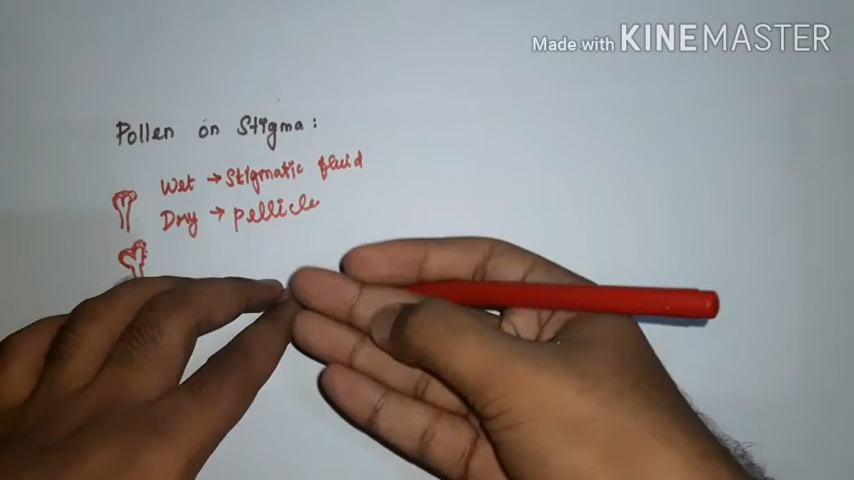 Made with KINEMASTER
Pollen on Stigma:
Wet → Stigmatic fluid
Dry → pellicle